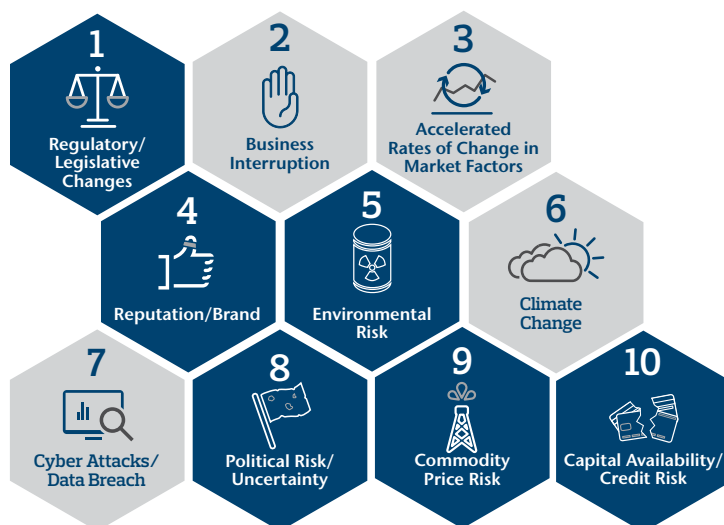 1
Regulatory/
Legislative
Changes
2
Business
Interruption
3
Accelerated
Rates of Change in
Market Factors
4
Reputation/Brand
5
Environmental
Risk
6
Climate
Change
7
Cyber Attacks/
Data Breach
8
Political Risk/
Uncertainty
9
Commodity
Price Risk
10
Capital Availability/
Credit Risk